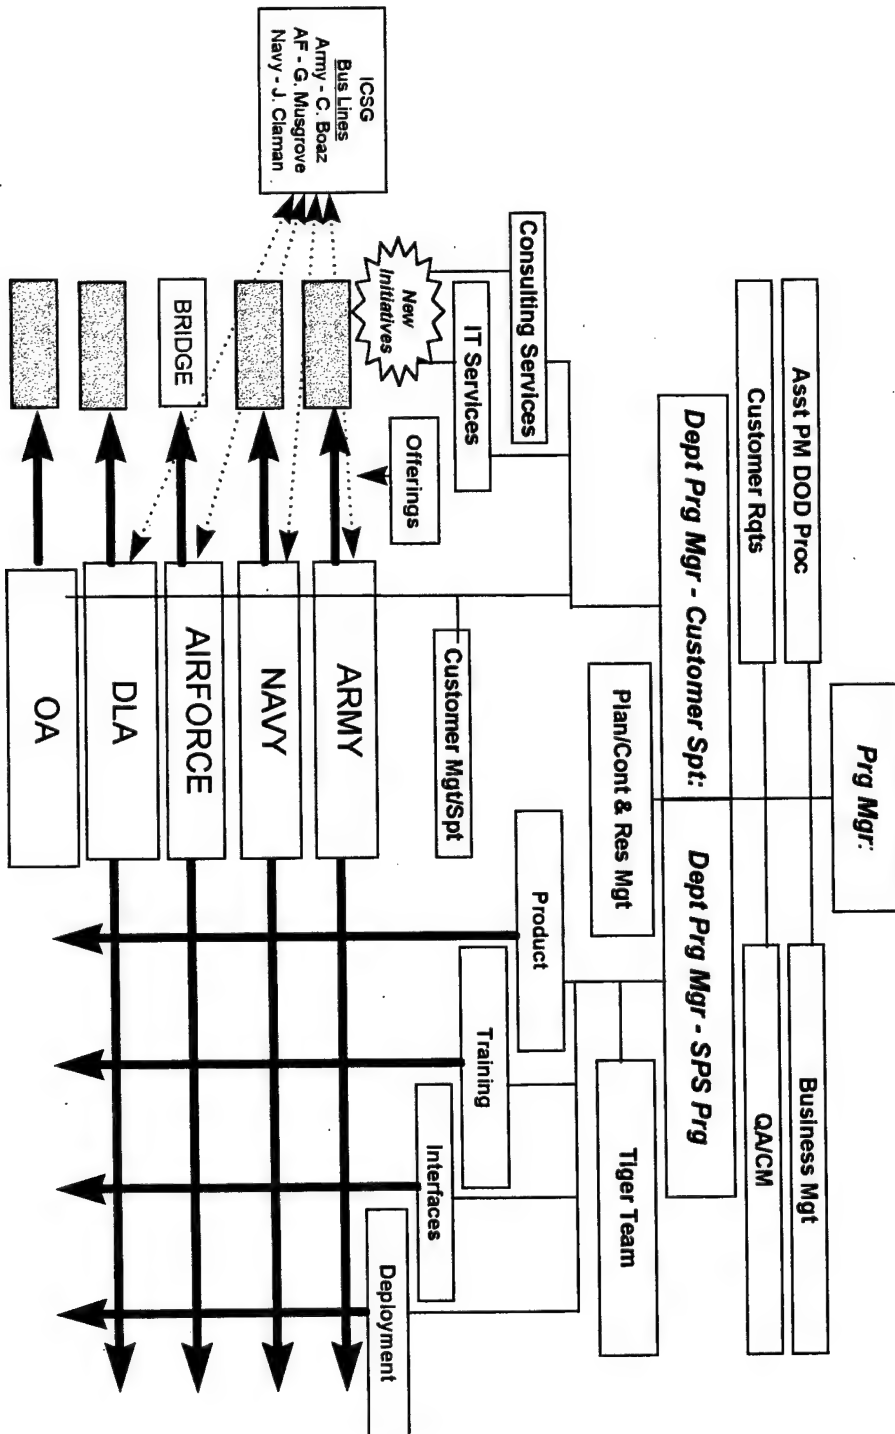 Prg Mgr:
Asst PM DOD Proc
Business Mgt
Customer Rqts
QA/CM
Dept Prg Mgr - Customer Spt:
Dept Prg Mgr - SPS Prg
Plan/Cont & Res Mgt
Tiger Team
Consulting Services
IT Services
New
Initiatives
Offerings
Customer Mgt/Spt
Product
Training
Interfaces
Deployment
ICSG
Bus Lines
Army - C. Boaz
AF - G. Musgrove
Navy - J. Claman
ARMY
NAVY
BRIDGE
AIRFORCE
DLA
OA